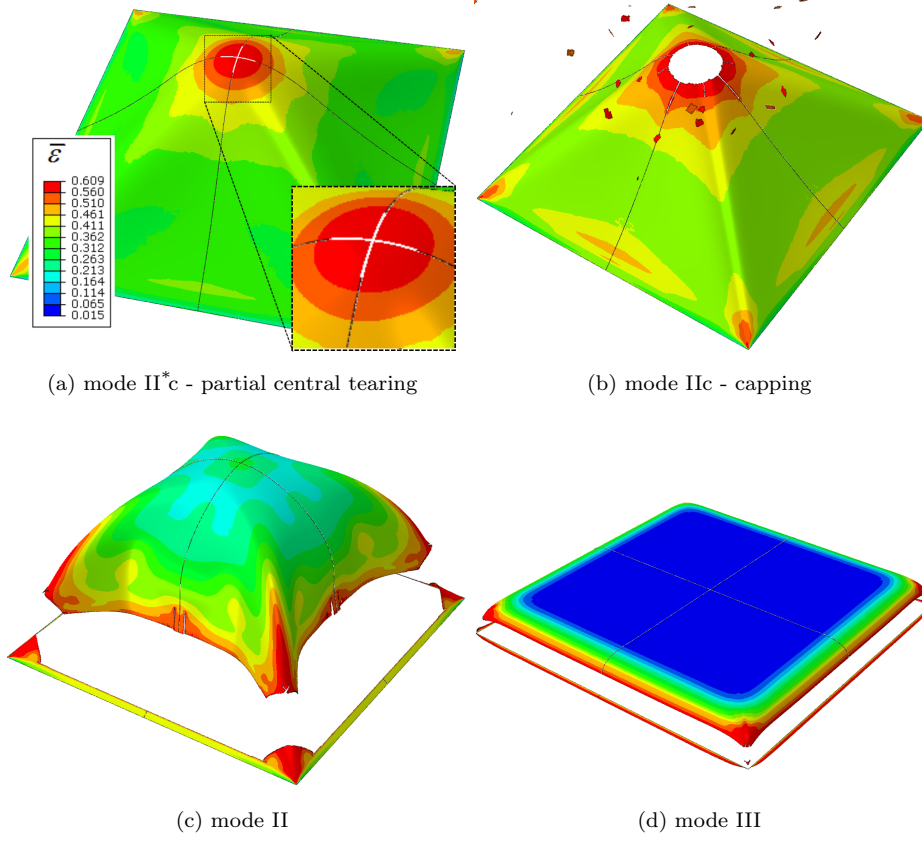 ε̅
0.609
0.560
0.510
0.461
0.411
0.362
0.312
0.263
0.213
0.164
0.114
0.065
0.015
(a) mode II*c - partial central tearing
(b) mode IIc - capping
(c) mode II
(d) mode III